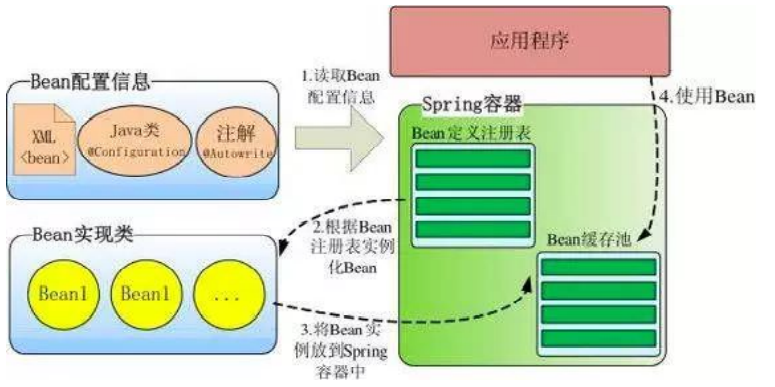 应用程序
Bean配置信息
XML
<bean>
Java类
@Configuration
注解
@Autowrite
1.读取Bean
配置信息
Spring容器
4.使用Bean
Bean定义注册表
2.根据Bean
注册表实例
化Bean
Bean实现类
Bean1
Bean1
...
Bean缓存池
3.将Bean实
例放到Spring
容器中